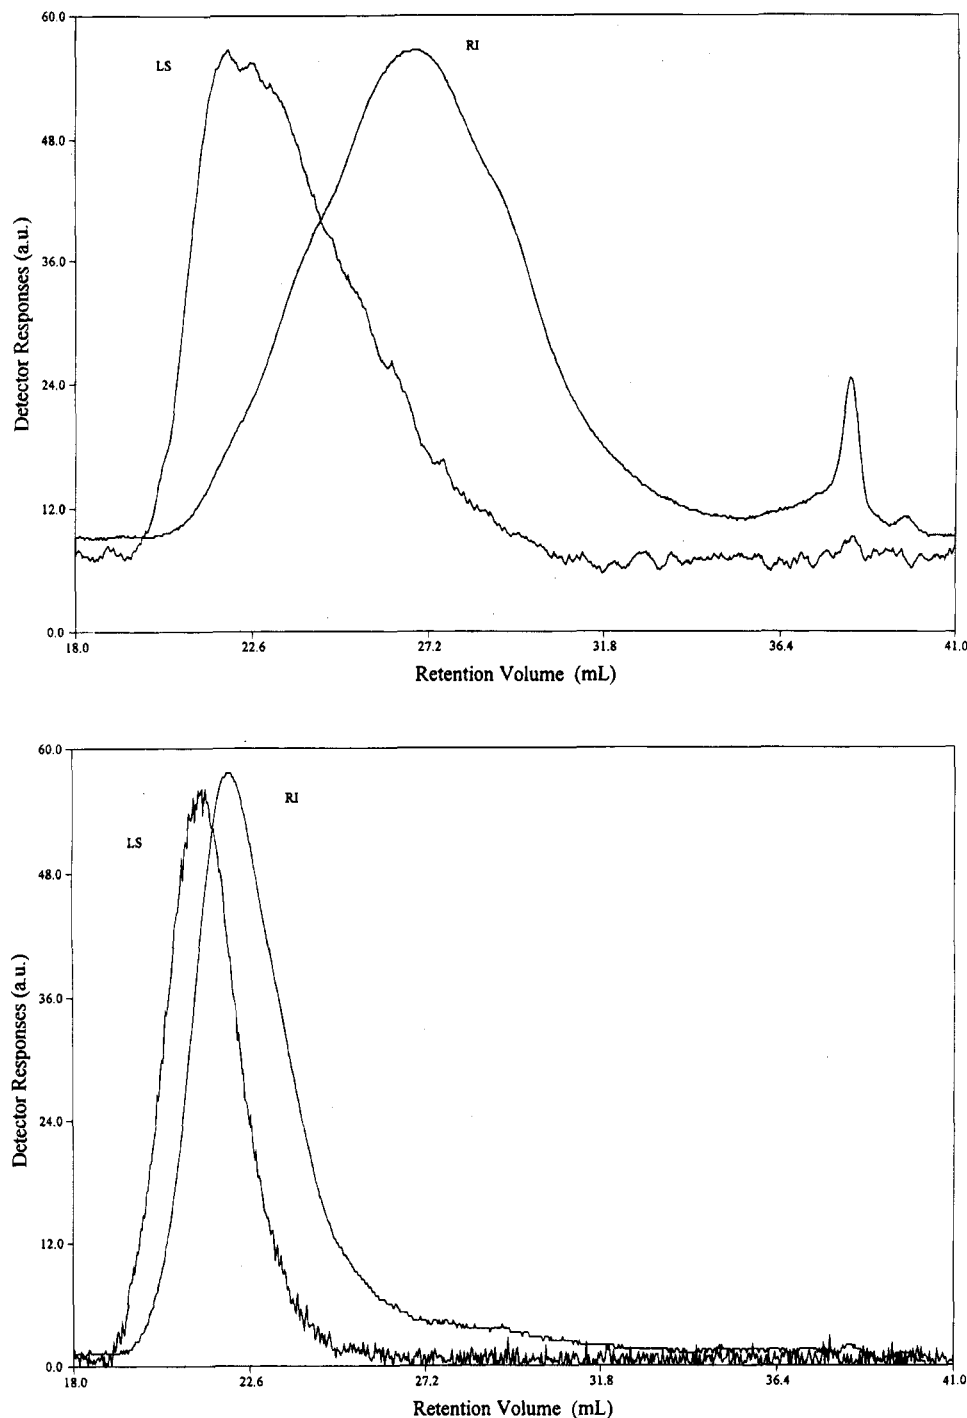 60.0
LS
RI
48.0
36.0
24.0
12.0
0.0
18.0 22.6 27.2 31.8 36.4 41.0
Detector Responses (a.u.)
Retention Volume (mL)
60.0
RI
LS
48.0
36.0
24.0
12.0
0.0
18.0 22.6 27.2 31.8 36.4 41.0
Detector Responses (a.u.)
Retention Volume (mL)